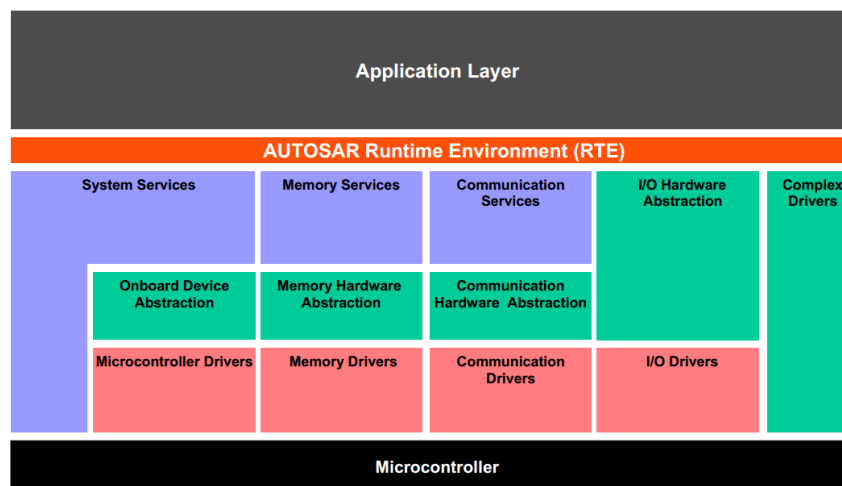 Application Layer
AUTOSAR Runtime Environment (RTE)
System Services
Memory Services
Communication
Services
I/O Hardware
Abstraction
Complex
Drivers
Onboard Device
Abstraction
Memory Hardware
Abstraction
Communication
Hardware Abstraction
Microcontroller Drivers
Memory Drivers
Communication
Drivers
I/O Drivers
Microcontroller